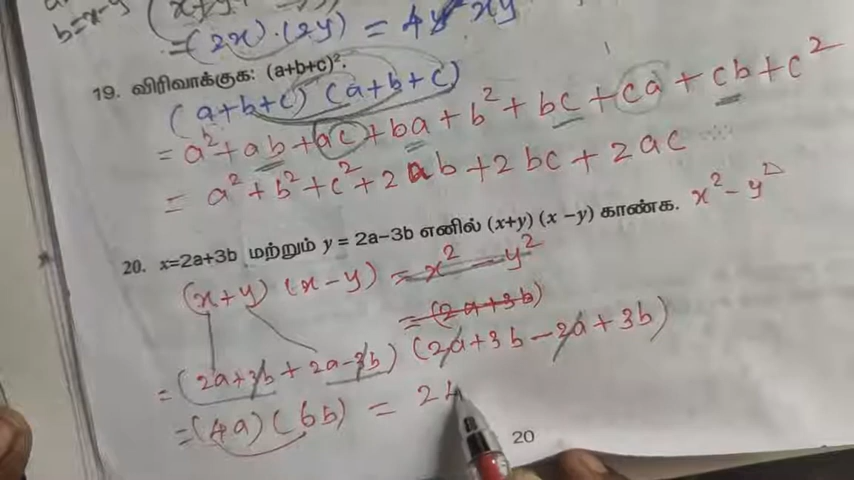 b=x-y
=(2x)·(2y) = 4xy
19. விரிவாக்குக: (a+b+c)².
(a+b+c) (a+b+c)
= a²+ab+ac+ba+b²+bc+ca+cb+c²
= a²+b²+c²+2ab+2bc+2ac
20. x=2a+3b மற்றும் y = 2a-3b எனில் (x+y) (x-y) காண்க. x²-y²
(x+y) (x-y) = x²-y²
= (2a+3b)
= (2a+3b+2a-3b) (2a+3b-2a+3b)
=(4a)(6b) = 24
20